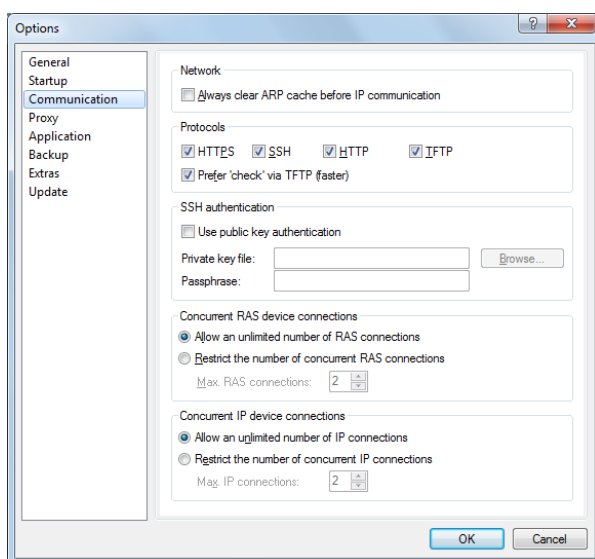 Options
General
Startup
Communication
Proxy
Application
Backup
Extras
Update
Network
Always clear ARP cache before IP communication
Protocols
HTTPS SSH HTTP TFTP
Prefer 'check' via TFTP (faster)
SSH authentication
Use public key authentication
Private key file: Browse...
Passphrase:
Concurrent RAS device connections
Allow an unlimited number of RAS connections
Restrict the number of concurrent RAS connections
Max. RAS connections: 2
Concurrent IP device connections
Allow an unlimited number of IP connections
Restrict the number of concurrent IP connections
Max. IP connections: 2
OK Cancel